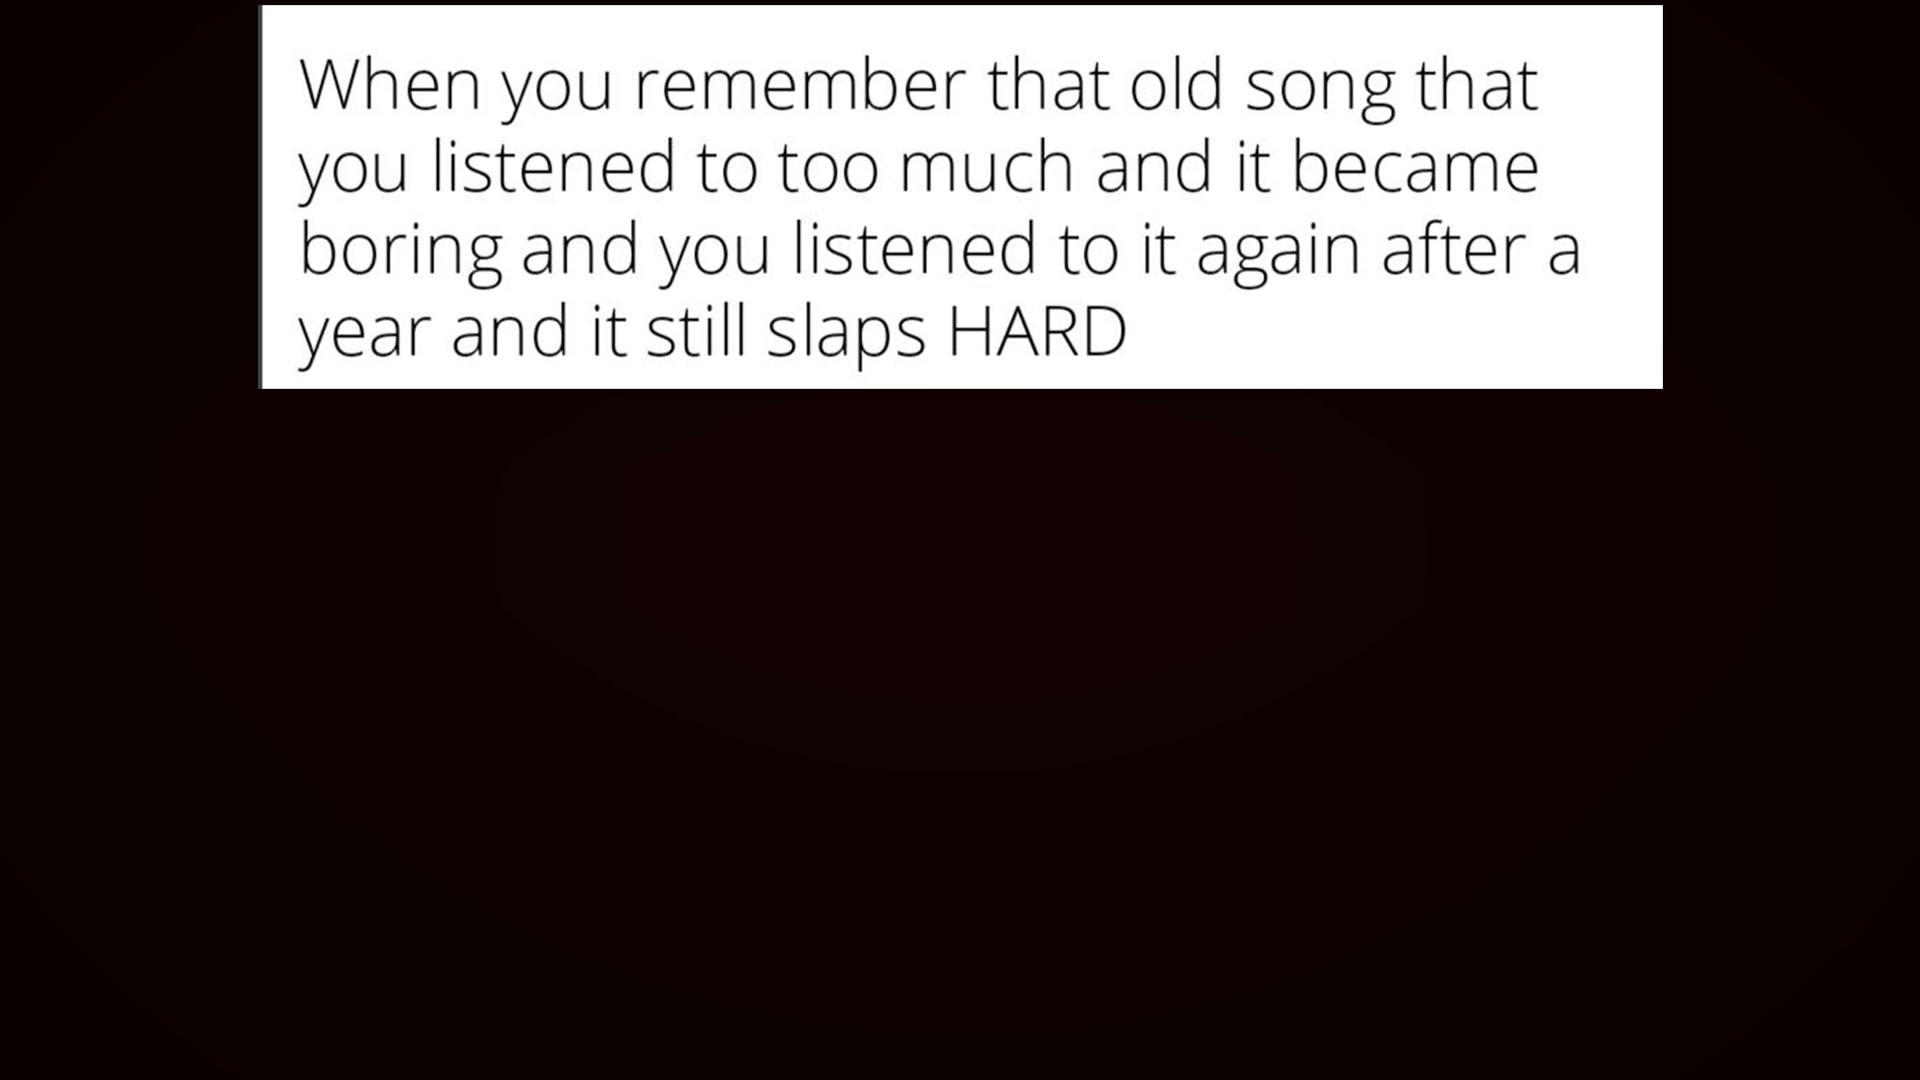 When you remember that old song that
you listened to too much and it became
boring and you listened to it again after a
year and it still slaps HARD